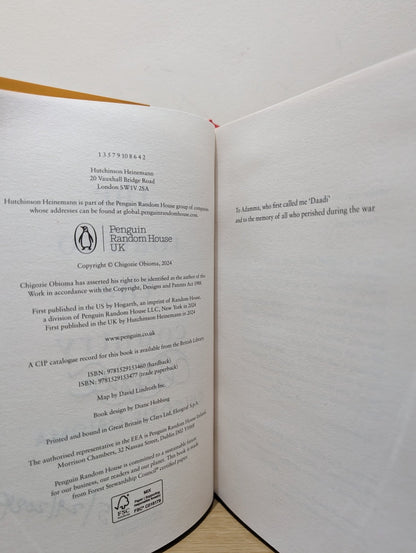 1 3 5 7 9 10 8 6 4 2
Hutchinson Heinemann
20 Vauxhall Bridge Road
London SW1V 2SA
Hutchinson Heinemann is part of the Penguin Random House group of companies
whose addresses can be found at global.penguinrandomhouse.com
Penguin
Random House
UK
Copyright © Chigozie Obioma, 2024
Chigozie Obioma has asserted his right to be identified as the author of the
Work in accordance with the Copyright, Designs and Patents Act 1988.
First published in the US by Hogarth, an imprint of Random House,
a division of Penguin Random House LLC, New York in 2024
First published in the UK by Hutchinson Heinemann in 2024
www.penguin.co.uk
A CIP catalogue record for this book is available from the British Library
ISBN: 9781529153460 (hardback)
ISBN: 9781529153477 (trade paperback)
Map by David Lindroth Inc.
Book design by Diane Hobbing
Printed and bound in Great Britain by Clays Ltd, Elcograf S.p.A.
The authorised representative in the EEA is Penguin Random House Ireland,
Morrison Chambers, 32 Nassau Street, Dublin D02 YH68
Penguin Random House is committed to a sustainable future
for our business, our readers and our planet. This book is made
from Forest Stewardship Council® certified paper.
FSC
MIX
FSC® C018179
To Adamma, who first called me ‘Daadi’
and to the memory of all who perished during the war